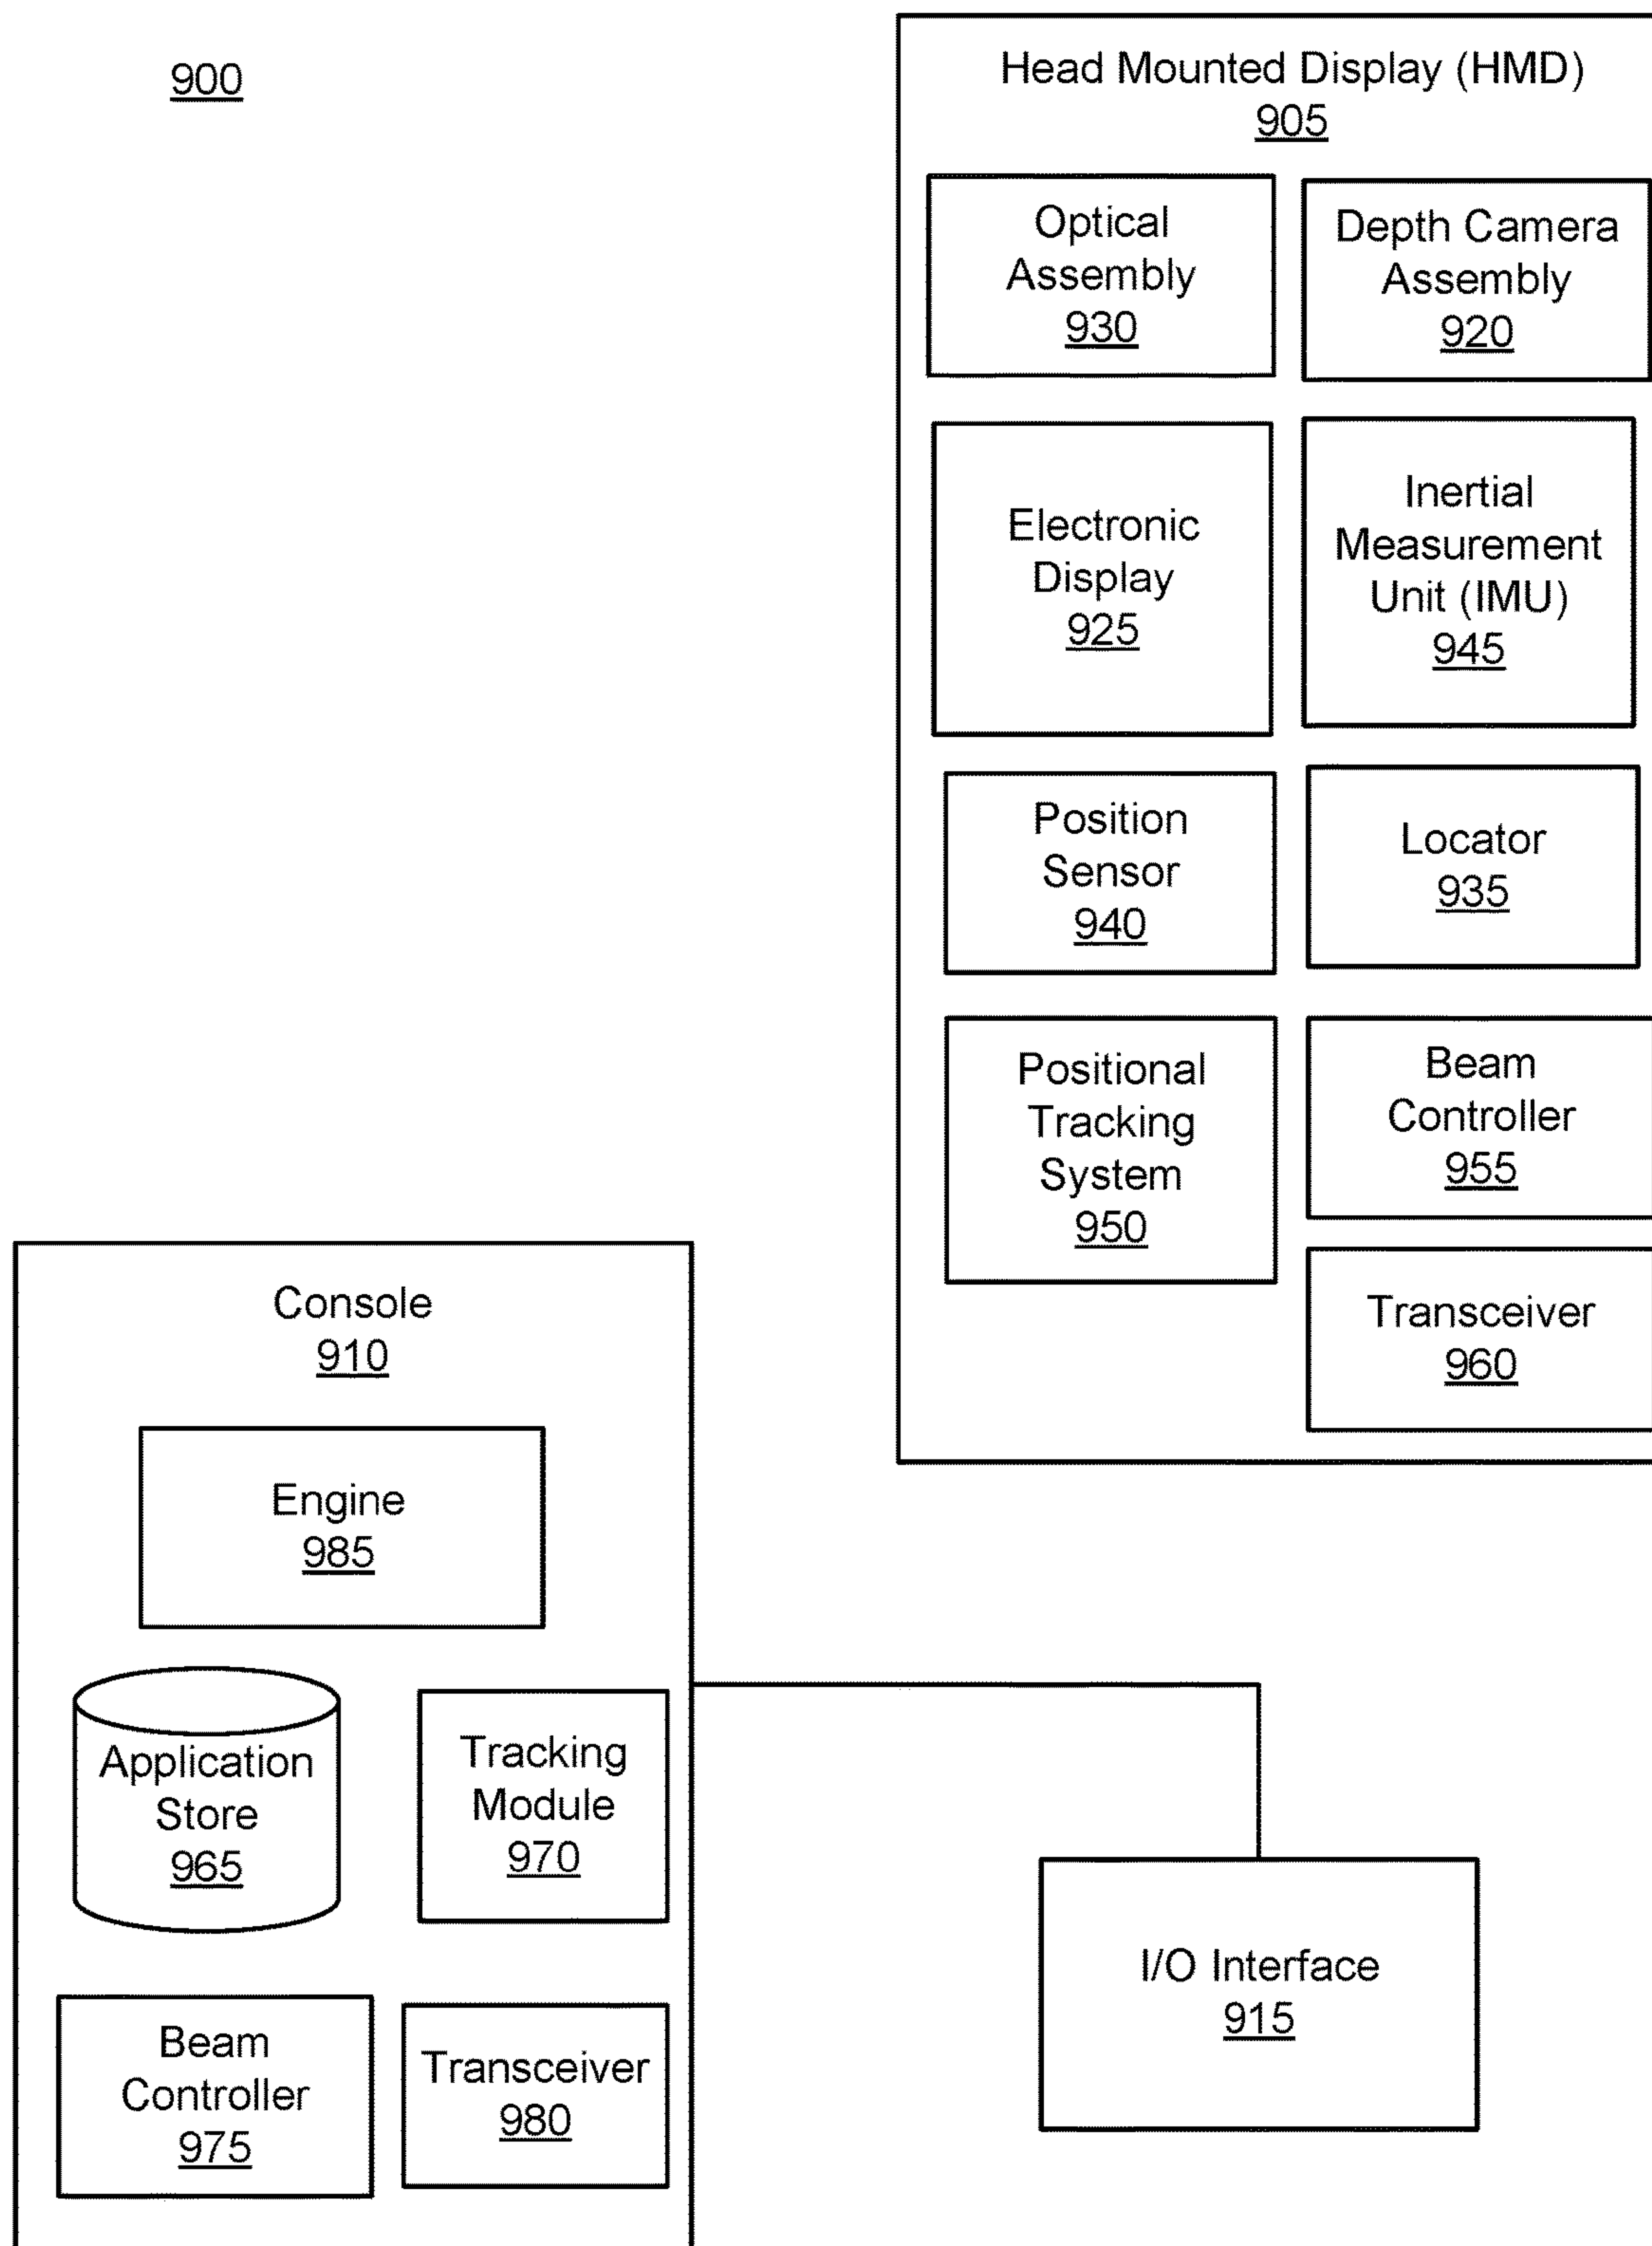 900
Head Mounted Display (HMD)
905
Optical
Assembly
930
Depth Camera
Assembly
920
Electronic
Display
925
Inertial
Measurement
Unit (IMU)
945
Position
Sensor
940
Locator
935
Positional
Tracking
System
950
Beam
Controller
955
Transceiver
960
Console
910
Engine
985
Application
Store
965
Tracking
Module
970
Beam
Controller
975
Transceiver
980
I/O Interface
915